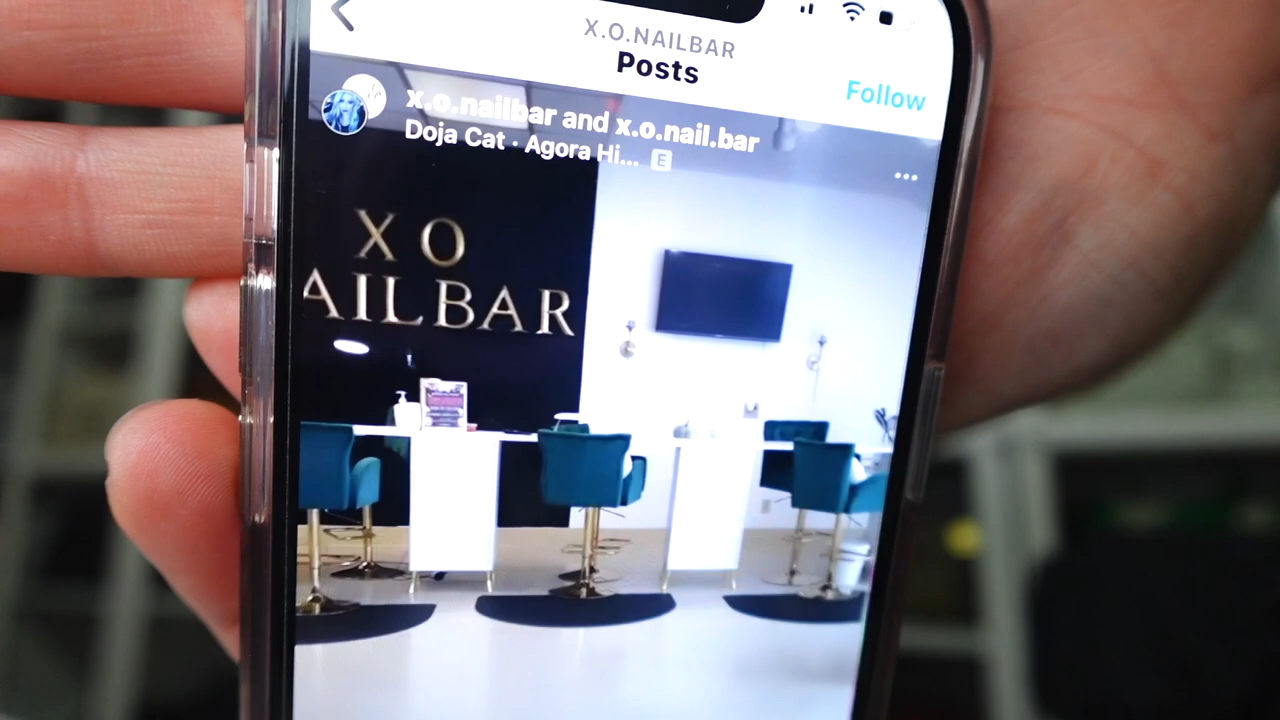 X.O.NAILBAR
Posts
Follow
x.o.nailbar and x.o.nail.bar
Doja Cat · Agora Hi... E
X O
AILBAR